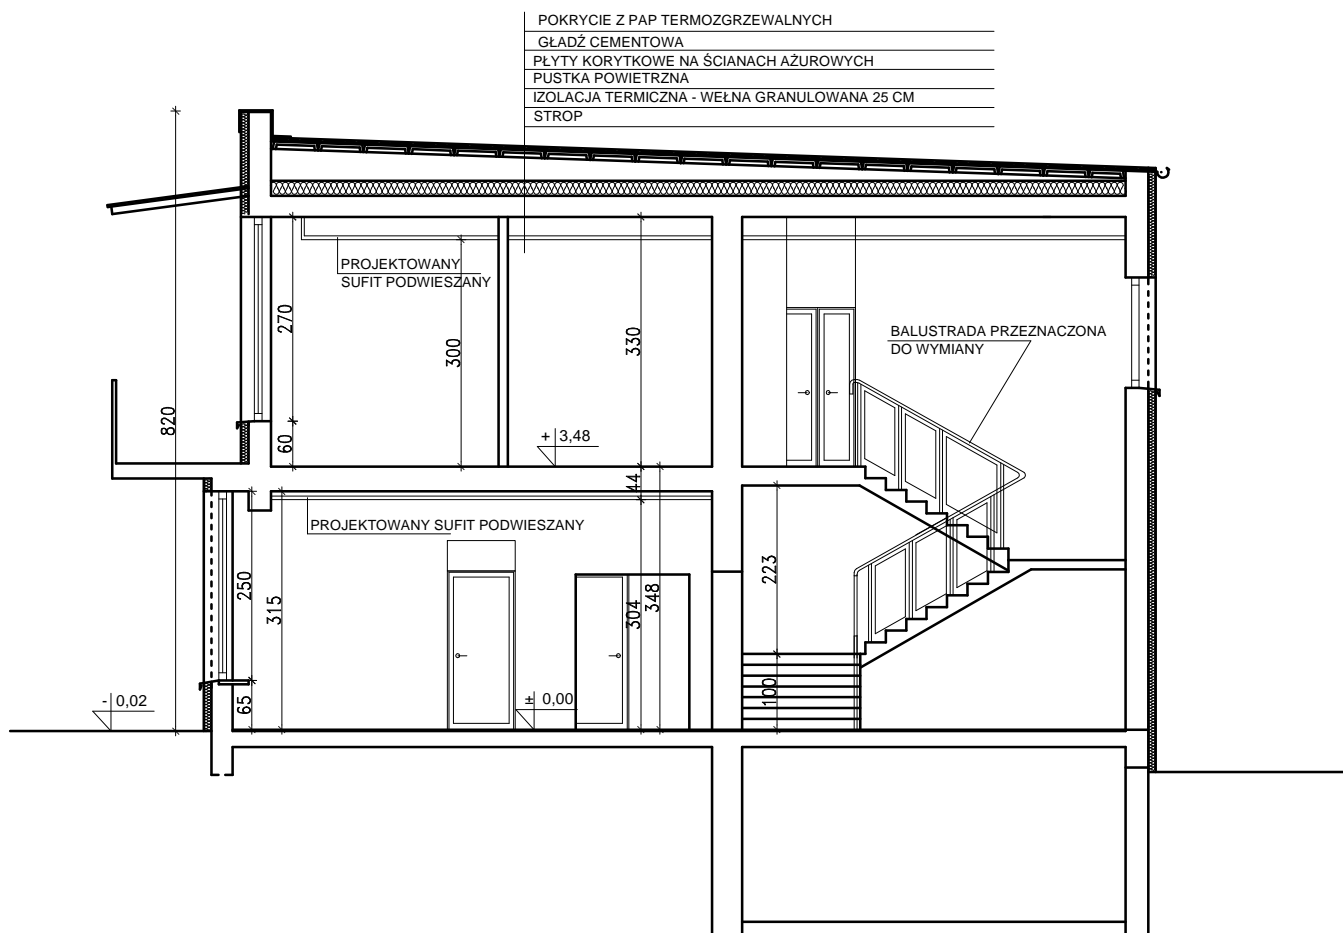 POKRYCIE Z PAP TERMOZGRZEWALNYCH
GŁADŹ CEMENTOWA
PŁYTY KORYTKOWE NA ŚCIANACH AŻUROWYCH
PUSTKA POWIETRZNA
IZOLACJA TERMICZNA - WEŁNA GRANULOWANA 25 CM
STROP
PROJEKTOWANY
SUFIT PODWIESZANY
270
300
330
BALUSTRADA PRZEZNACZONA
DO WYMIANY
820
60
+ 3,48
44
PROJEKTOWANY SUFIT PODWIESZANY
250
315
304
348
223
- 0,02
65
± 0,00
100